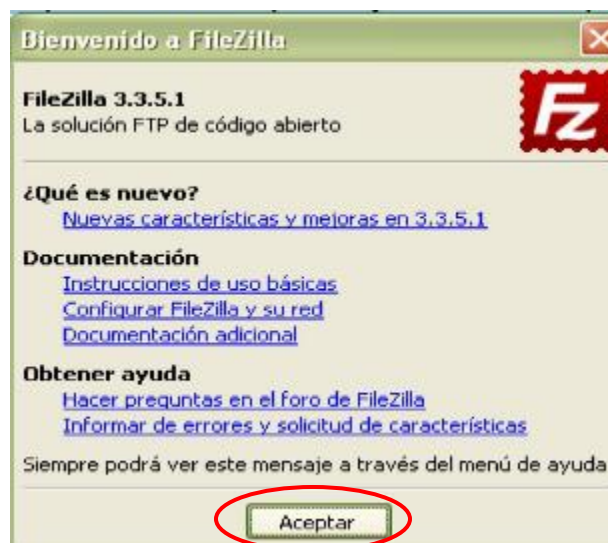 Bienvenido a FileZilla
FileZilla 3.3.5.1
La solución FTP de código abierto
Fz
¿Qué es nuevo?
Nuevas características y mejoras en 3.3.5.1
Documentación
Instrucciones de uso básicas
Configurar FileZilla y su red
Documentación adicional
Obtener ayuda
Hacer preguntas en el foro de FileZilla
Informar de errores y solicitud de características
Siempre podrá ver este mensaje a través del menú de ayuda
Aceptar